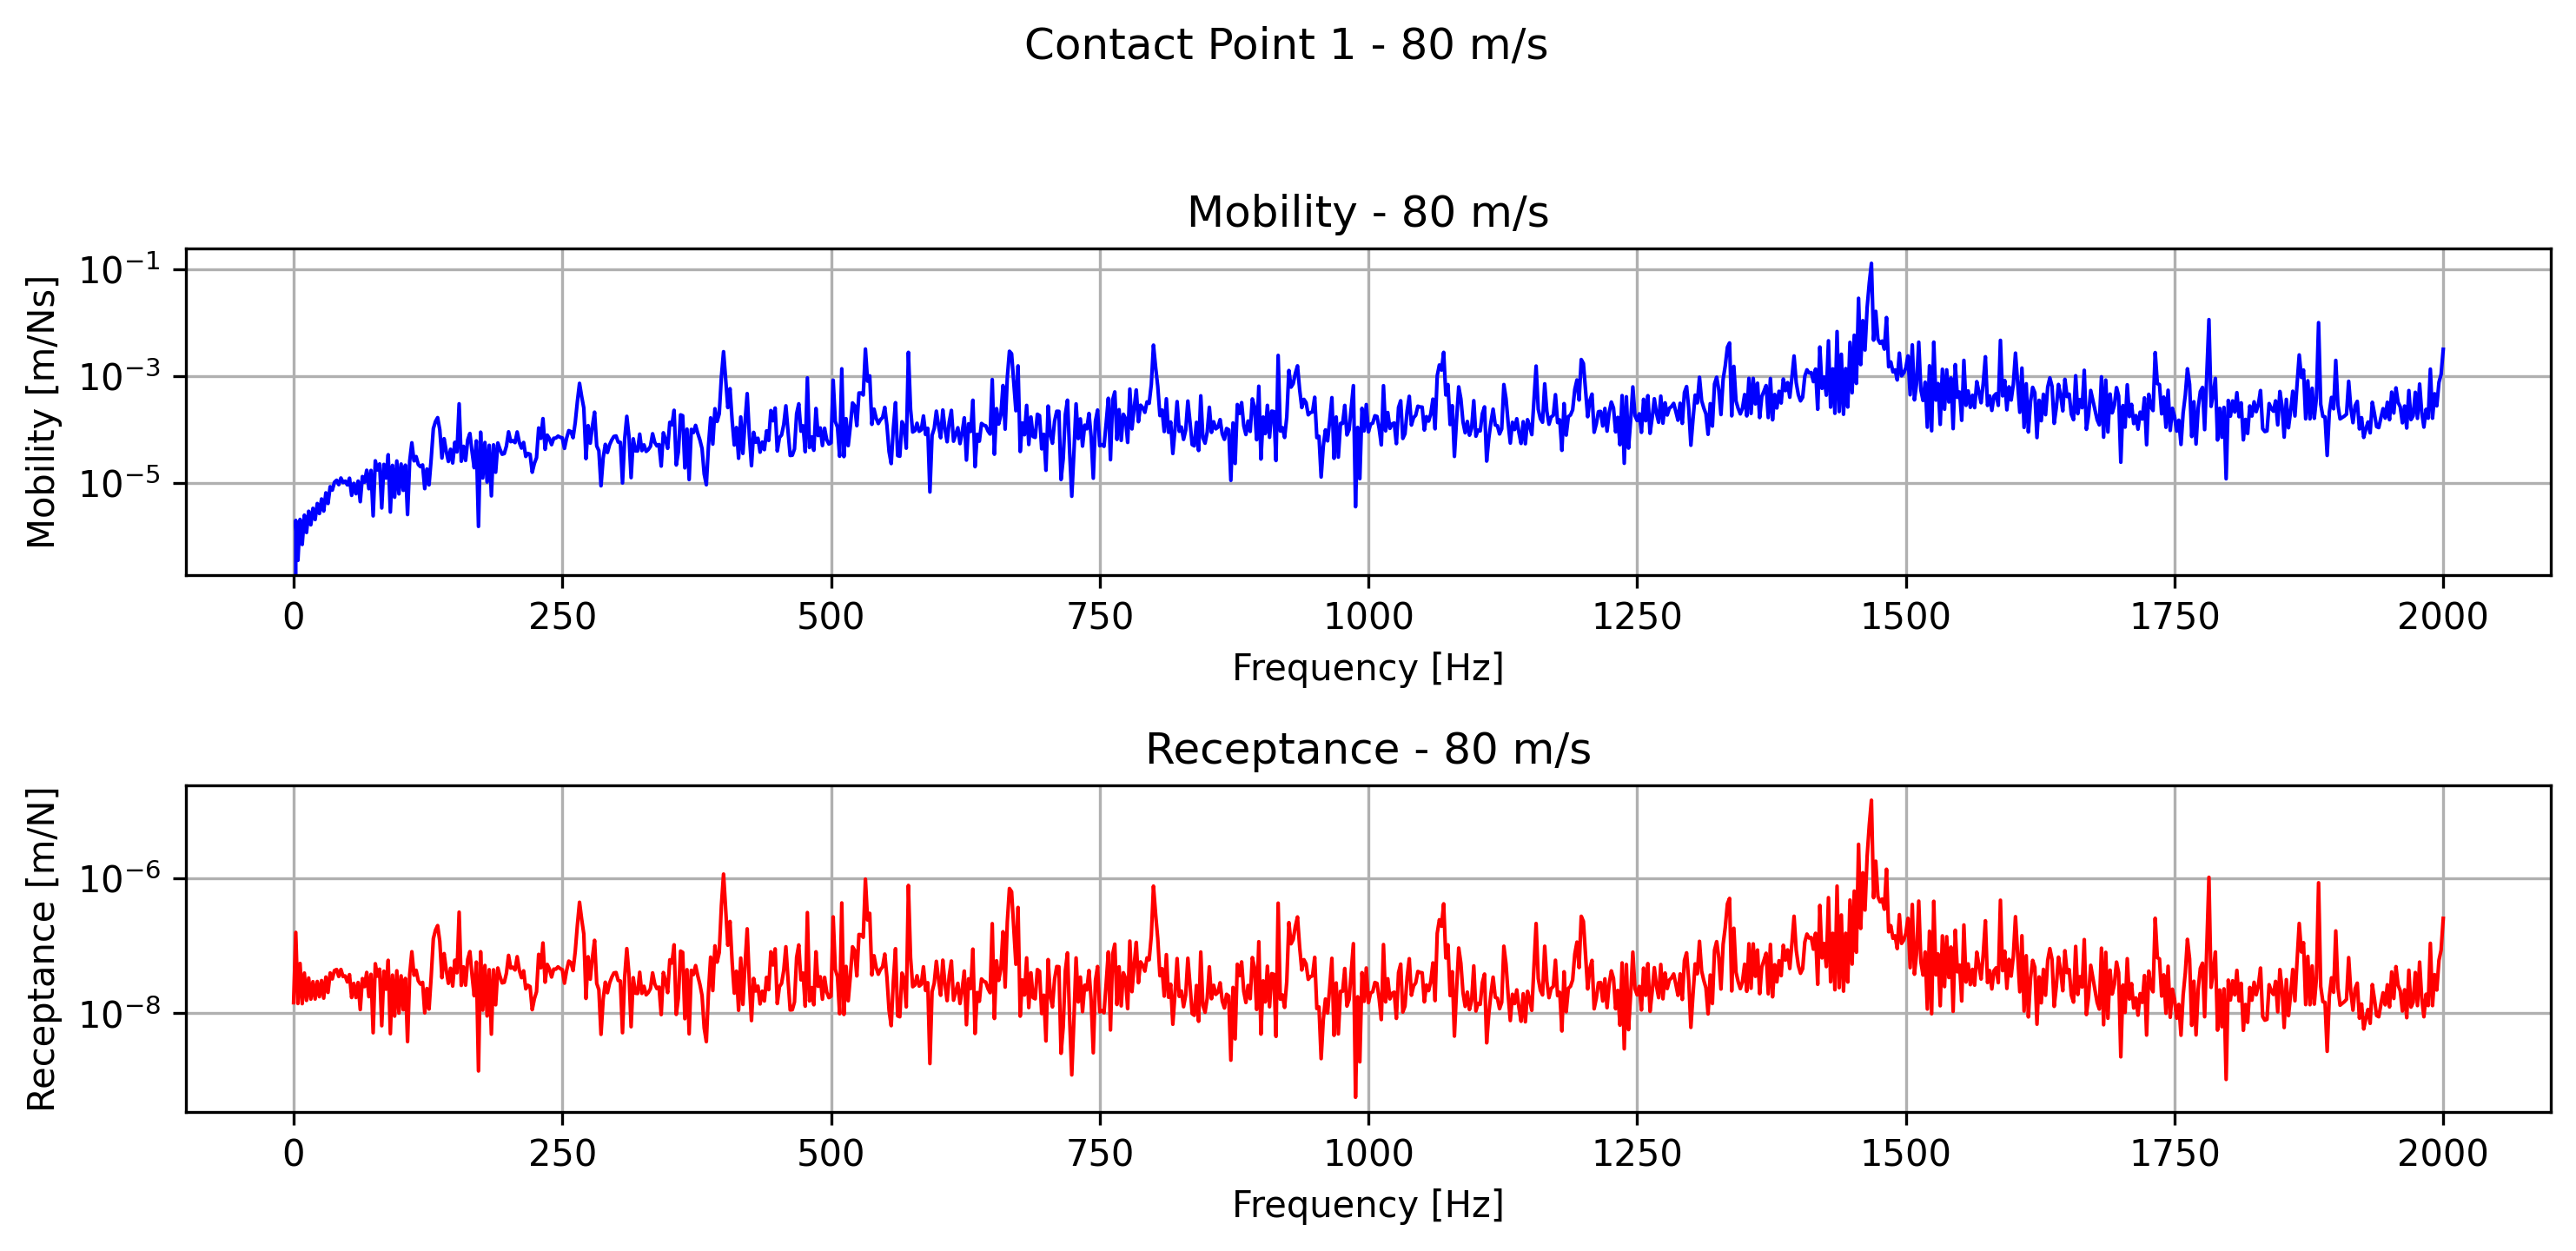 Contact Point 1 - 80 m/s
Mobility - 80 m/s
Mobility [m/Ns]
10⁻¹
10⁻³
10⁻⁵
0 250 500 750 1000 1250 1500 1750 2000
Frequency [Hz]
Receptance - 80 m/s
Receptance [m/N]
10⁻⁶
10⁻⁸
0 250 500 750 1000 1250 1500 1750 2000
Frequency [Hz]